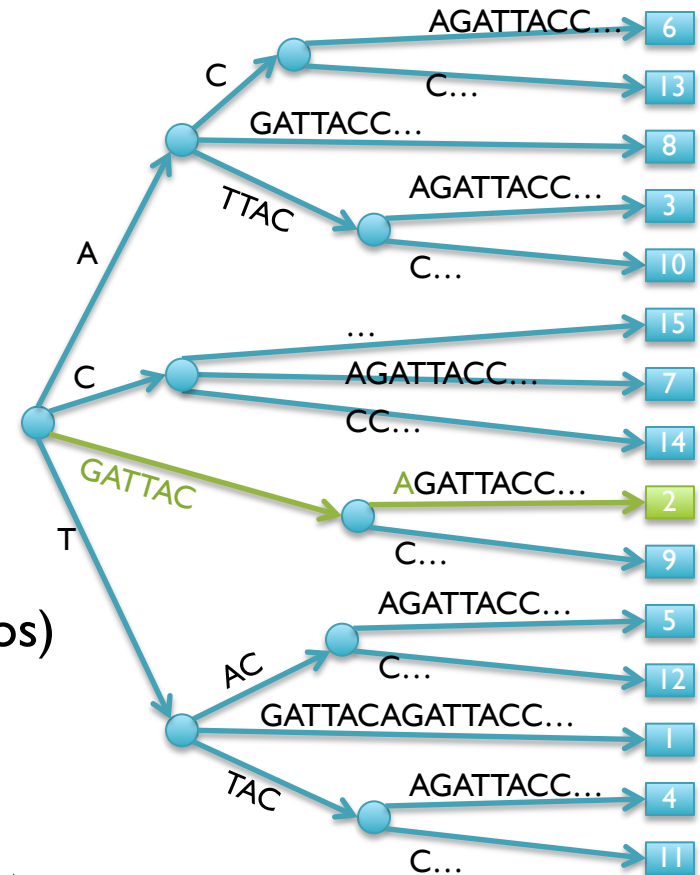 AGATTACC… 6
C
C… 13
GATTACC… 8
TTAC
AGATTACC… 3
A
C… 10
… 15
C
AGATTACC… 7
CC… 14
GATTAC
AGATTACC… 2
T
C… 9
AGATTACC… 5
os)
AC
C… 12
GATTACAGATTACC… 1
TAC
AGATTACC… 4
C… 11